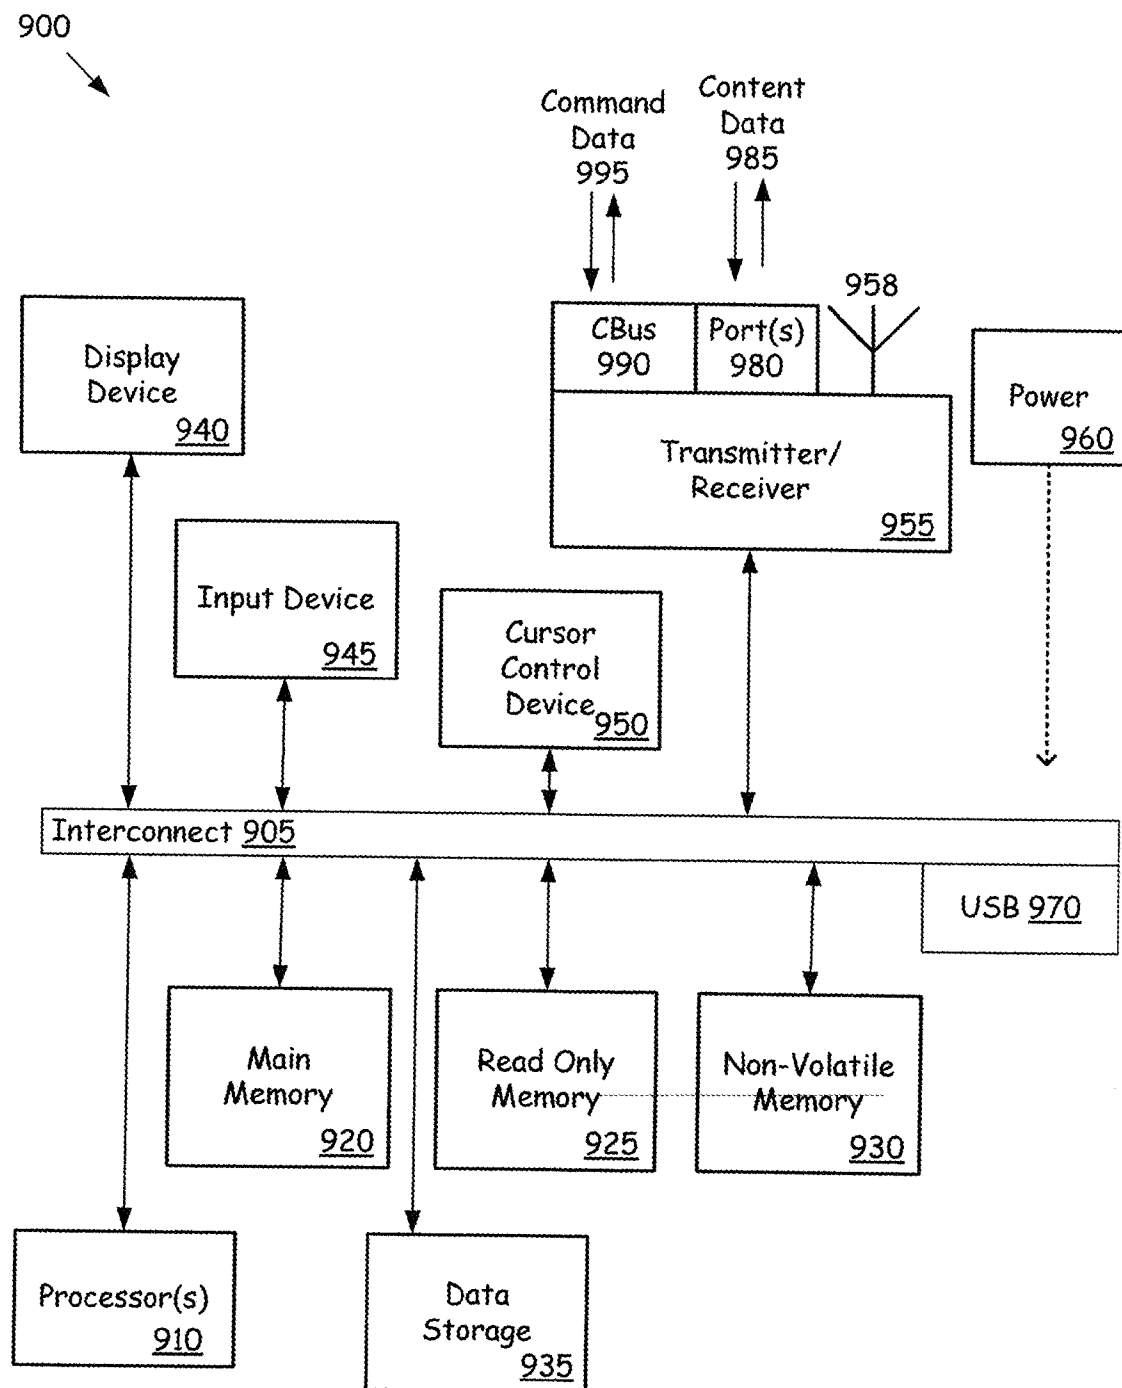 900
Command
Data
995
Content
Data
985
958
Display
Device
940
CBus
990
Port(s)
980
Power
960
Transmitter/
Receiver
955
Input Device
945
Cursor
Control
Device
950
Interconnect 905
USB 970
Main
Memory
920
Read Only
Memory
925
Non-Volatile
Memory
930
Processor(s)
910
Data
Storage
935